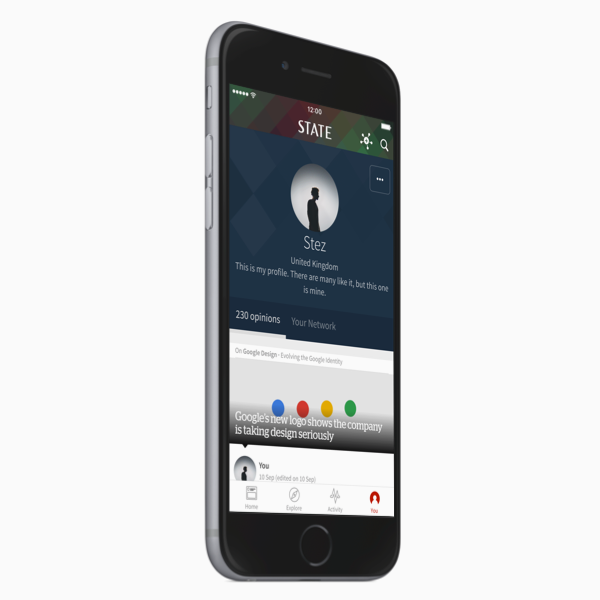 12:00
STATE
Stez
United Kingdom
This is my profile. There are many like it, but this one
is mine.
230 opinions Your Network
On Google Design - Evolving the Google Identity
Google's new logo shows the company
is taking design seriously
You
10 Sep (edited on 10 Sep)
Home Explore Activity You